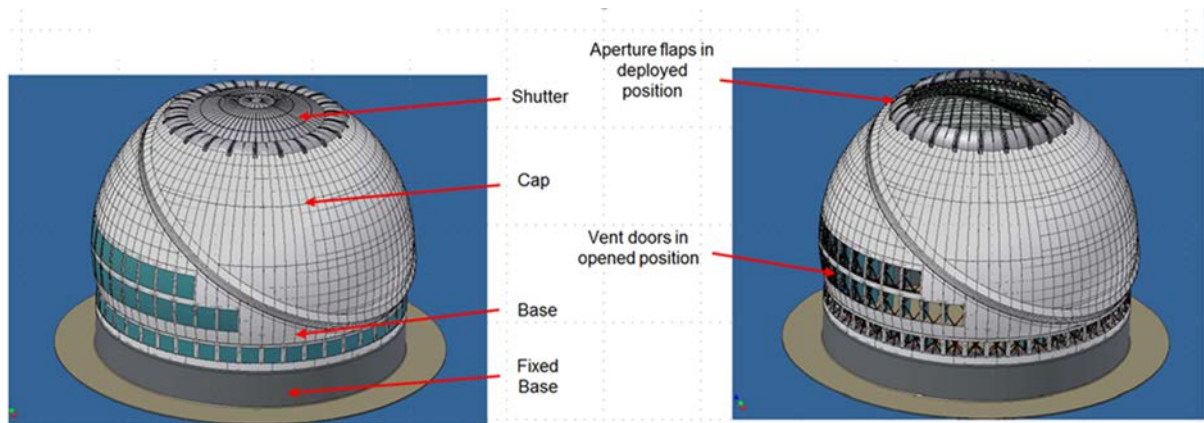 Shutter
Cap
Base
Fixed
Base
Aperture flaps in
deployed
position
Vent doors in
opened position